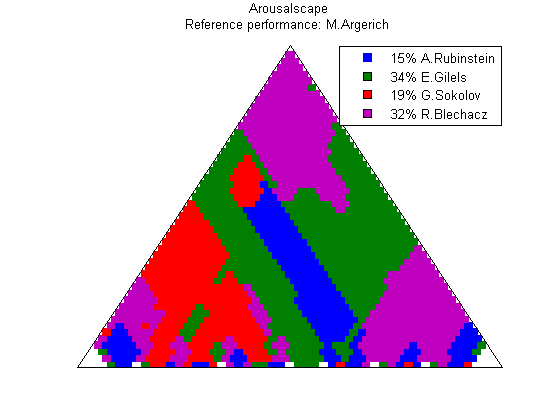 Arousalscape
Reference performance: M.Argerich
15% A.Rubinstein
34% E.Gilels
19% G.Sokolov
32% R.Blechacz